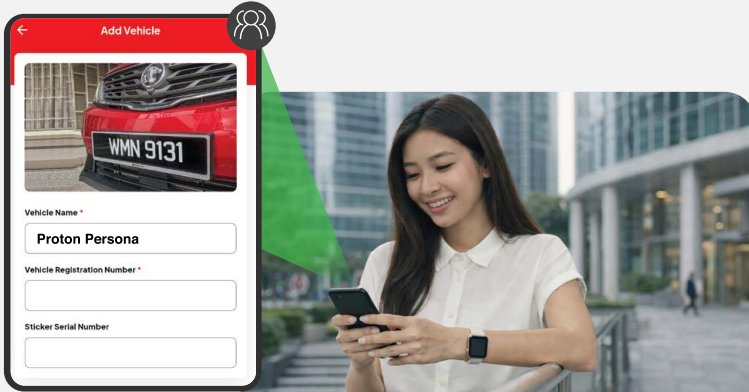 Add Vehicle
WMN 9131
Vehicle Name *
Proton Persona
Vehicle Registration Number *
Sticker Serial Number